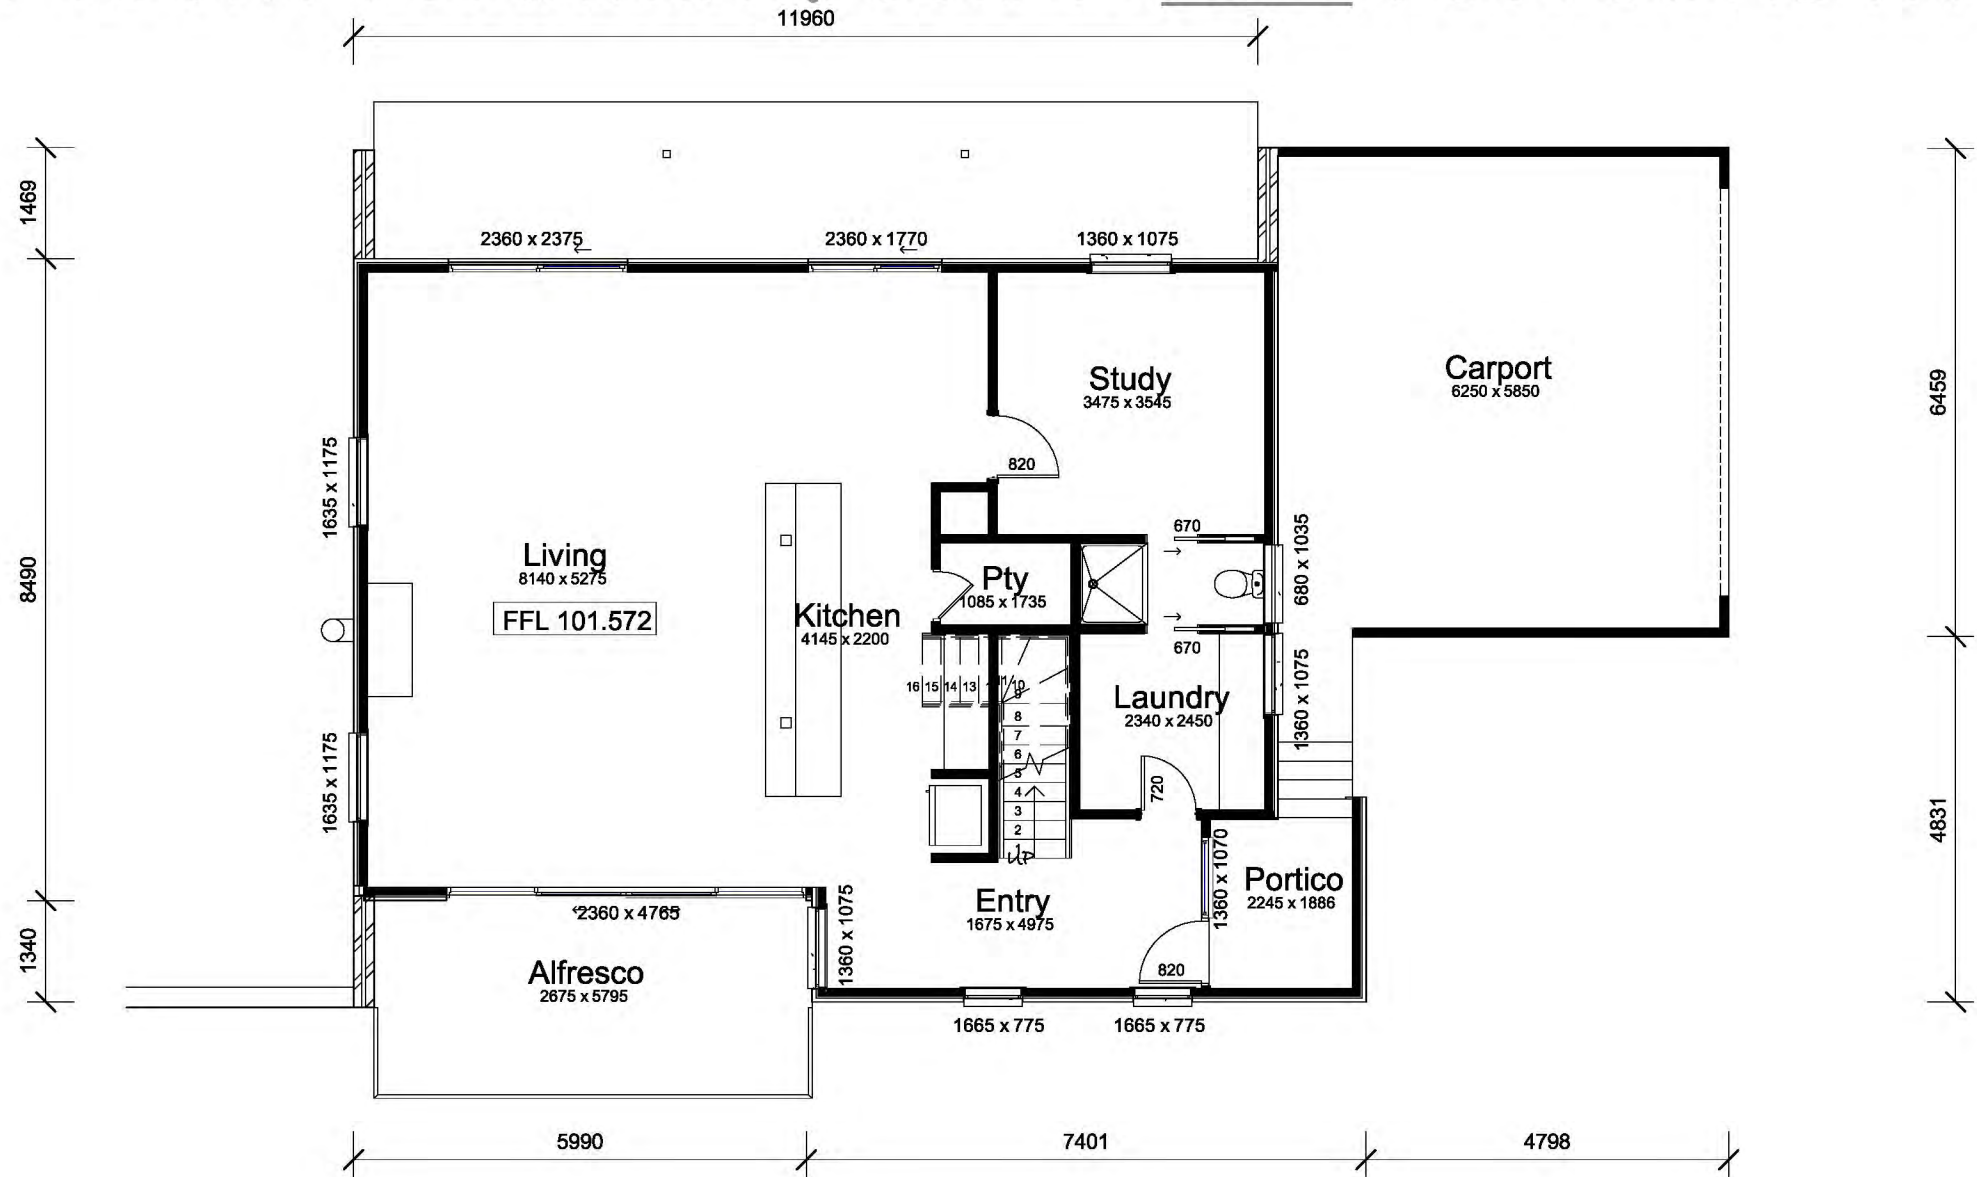 11960
1469
2360 x 2375
2360 x 1770
1360 x 1075
Study
3475 x 3545
Carport
6250 x 5850
6459
820
1635 x 1175
670
680 x 1035
Living
8140 x 5275
FFL 101.572
8490
Pty
1085 x 1735
Kitchen
4145 x 2200
670
16 15 14 13
10
9
8
7
6
5
4
3
2
1
UP
Laundry
2340 x 2450
1360 x 1075
720
1635 x 1175
4831
1360 x 1070
Portico
2245 x 1886
Entry
1675 x 4975
2360 x 4765
1360 x 1075
820
1340
Alfresco
2675 x 5795
1665 x 775
1665 x 775
5990
7401
4798